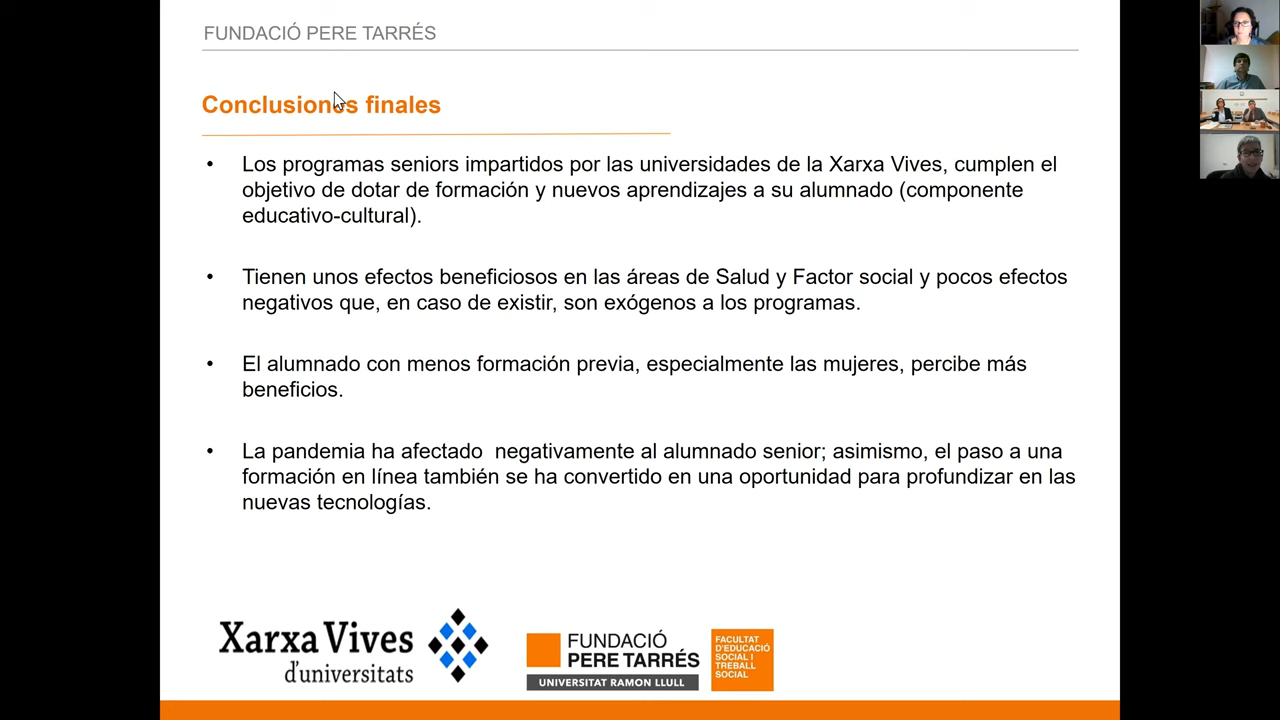 FUNDACIÓ PERE TARRÉS
Conclusiones finales
• Los programas seniors impartidos por las universidades de la Xarxa Vives, cumplen el
objetivo de dotar de formación y nuevos aprendizajes a su alumnado (componente
educativo-cultural).
• Tienen unos efectos beneficiosos en las áreas de Salud y Factor social y pocos efectos
negativos que, en caso de existir, son exógenos a los programas.
• El alumnado con menos formación previa, especialmente las mujeres, percibe más
beneficios.
• La pandemia ha afectado  negativamente al alumnado senior; asimismo, el paso a una
formación en línea también se ha convertido en una oportunidad para profundizar en las
nuevas tecnologías.
Xarxa Vives
d'universitats
FUNDACIÓ
PERE TARRÉS
UNIVERSITAT RAMON LLULL
FACULTAT
D'EDUCACIÓ
SOCIAL I
TREBALL
SOCIAL